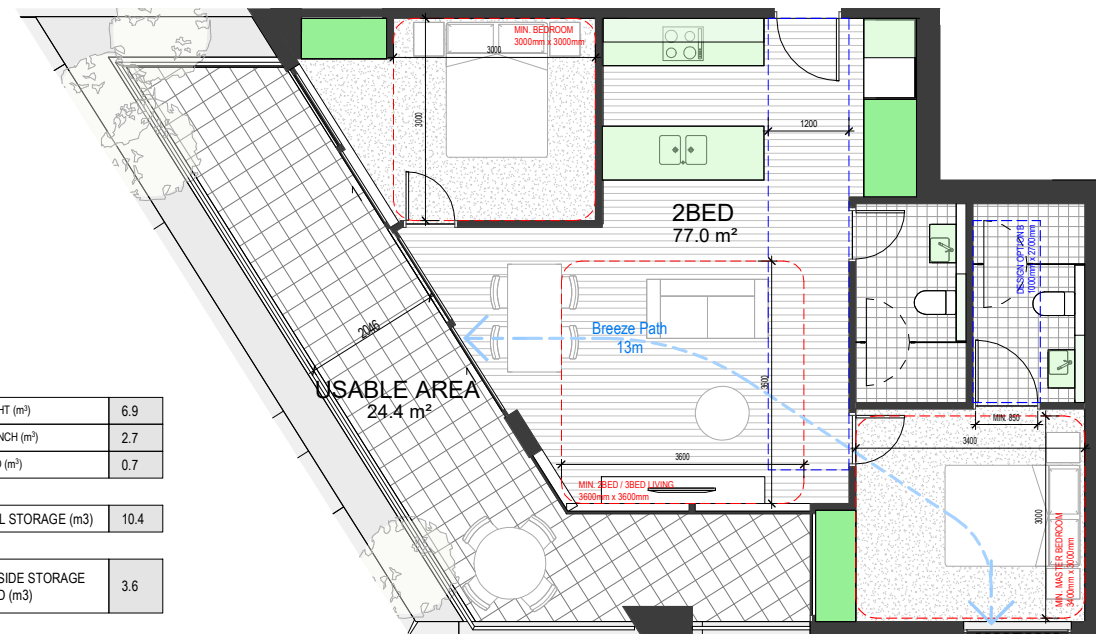 MIN. BEDROOM
3000mm x 3000mm
3000
3000
1200
2BED
77.0 m²
DESIGN OPTION B
1000mm x 2700mm
2046
Breeze Path
13m
USABLE AREA
24.4 m²
3600
3600
MIN. 2BED / 3BED LIVING
3600mm x 3600mm
MIN. 850
3400
3000
MIN. MASTER BEDROOM
3400mm x 3000mm
HT (m³) 6.9
NCH (m³) 2.7
(m³) 0.7
L STORAGE (m3) 10.4
SIDE STORAGE
D (m3) 3.6